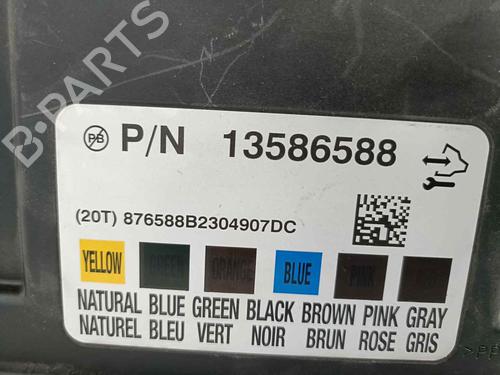 B-PARTS
PB P/N 13586588
(20T) 876588B2304907DC
YELLOW GREEN ORANGE BLUE PINK
NATURAL BLUE GREEN BLACK BROWN PINK GRAY
NATUREL BLEU VERT NOIR BRUN ROSE GRIS